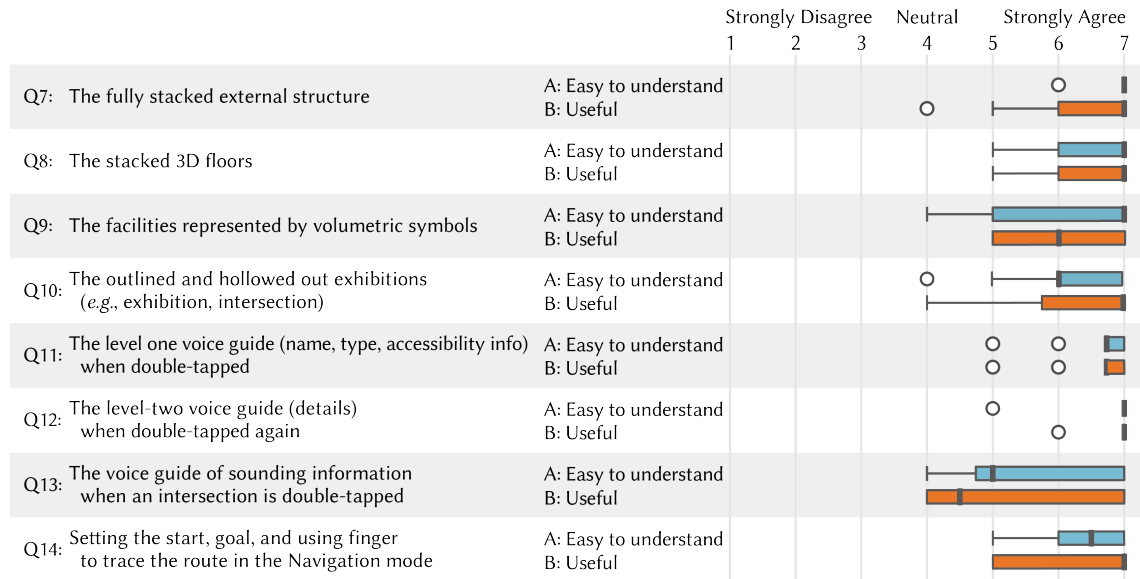 Strongly Disagree Neutral Strongly Agree
1 2 3 4 5 6 7
Q7: The fully stacked external structure
A: Easy to understand
B: Useful
Q8: The stacked 3D floors
A: Easy to understand
B: Useful
Q9: The facilities represented by volumetric symbols
A: Easy to understand
B: Useful
Q10: The outlined and hollowed out exhibitions
(e.g., exhibition, intersection)
A: Easy to understand
B: Useful
Q11: The level one voice guide (name, type, accessibility info)
when double-tapped
A: Easy to understand
B: Useful
Q12: The level-two voice guide (details)
when double-tapped again
A: Easy to understand
B: Useful
Q13: The voice guide of sounding information
when an intersection is double-tapped
A: Easy to understand
B: Useful
Q14: Setting the start, goal, and using finger
to trace the route in the Navigation mode
A: Easy to understand
B: Useful